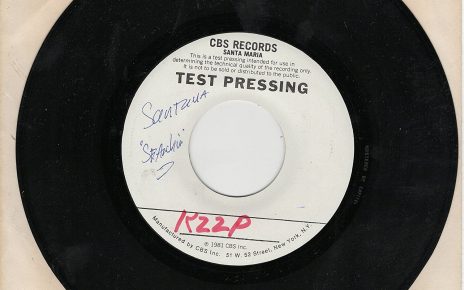 CBS RECORDS
SANTA MARIA
This is a test pressing intended for use in
determining the technical quality of the recording only.
It is not to be sold or distributed to the public.
TEST PRESSING
Santana
KZZP
Manufactured by CBS Inc.
© 1981 CBS Inc.
51 W. 52 Street, New York, N.Y.